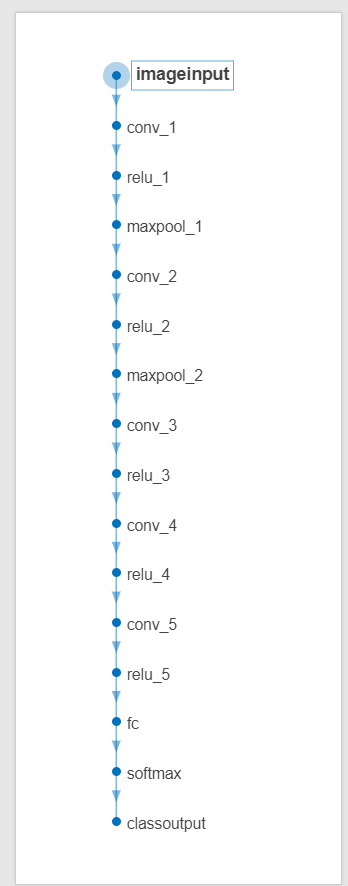 imageinput
conv_1
relu_1
maxpool_1
conv_2
relu_2
maxpool_2
conv_3
relu_3
conv_4
relu_4
conv_5
relu_5
fc
softmax
classoutput